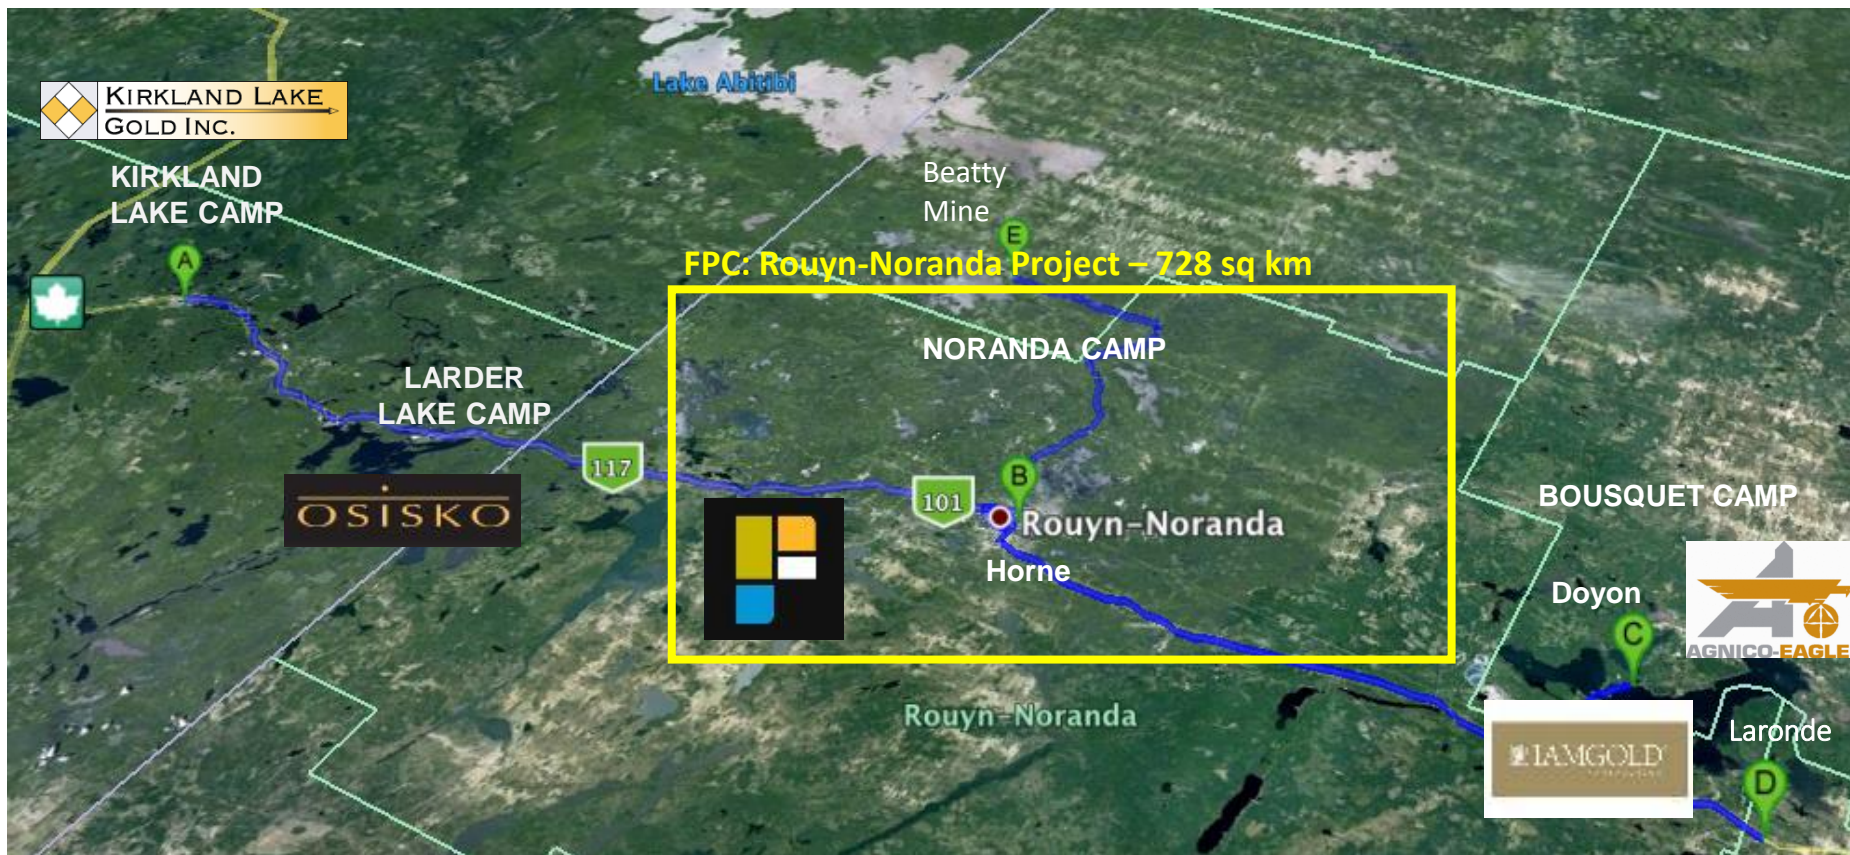 Lake Abitibi
KIRKLAND LAKE
GOLD INC.
KIRKLAND
LAKE CAMP
Beatty
Mine
A
E
FPC: Rouyn-Noranda Project – 728 sq km
NORANDA CAMP
LARDER
LAKE CAMP
117
B
101
OSISKO
Rouyn-Noranda
BOUSQUET CAMP
Horne
Doyon
C
AGNICO-EAGLE
Rouyn-Noranda
Laronde
IAMGOLD
D